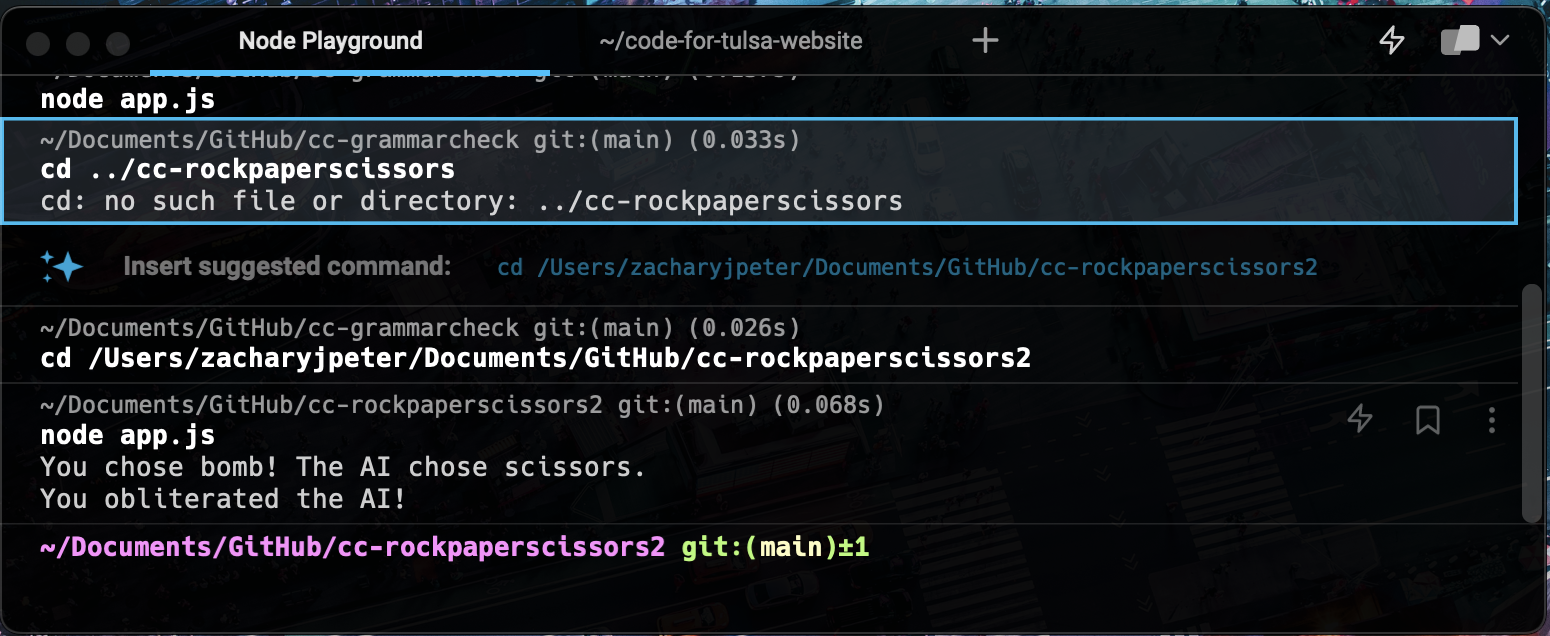 Node Playground
~/code-for-tulsa-website
node app.js
~/Documents/GitHub/cc-grammarcheck git:(main) (0.033s)
cd ../cc-rockpaperscissors
cd: no such file or directory: ../cc-rockpaperscissors
Insert suggested command: cd /Users/zacharyjpeter/Documents/GitHub/cc-rockpaperscissors2
~/Documents/GitHub/cc-grammarcheck git:(main) (0.026s)
cd /Users/zacharyjpeter/Documents/GitHub/cc-rockpaperscissors2
~/Documents/GitHub/cc-rockpaperscissors2 git:(main) (0.068s)
node app.js
You chose bomb! The AI chose scissors.
You obliterated the AI!
~/Documents/GitHub/cc-rockpaperscissors2 git:(main)±1